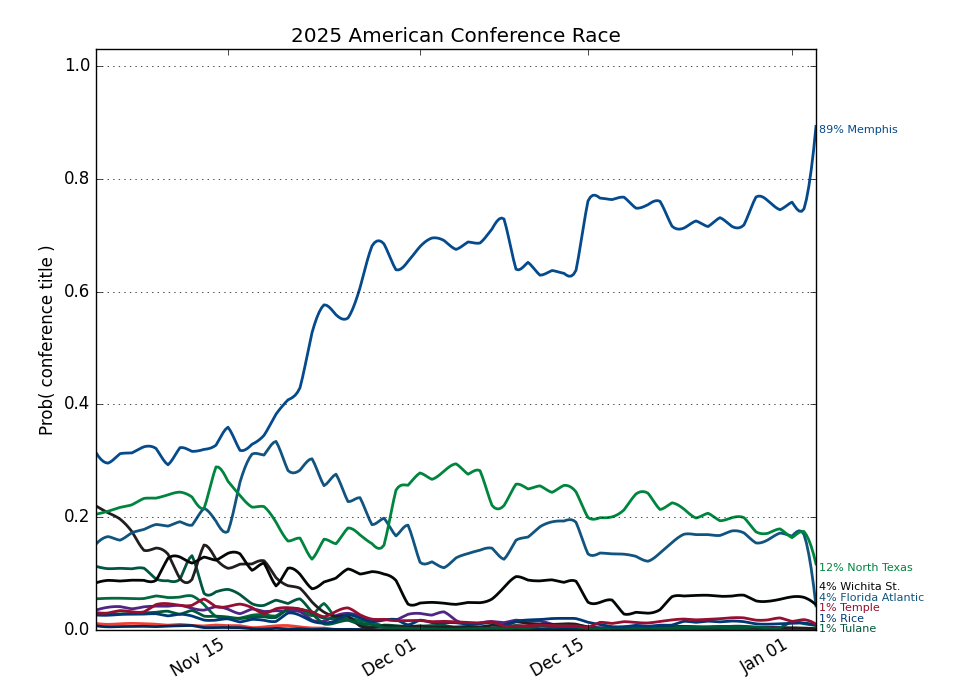 2025 American Conference Race
1.0
0.8
0.6
0.4
0.2
0.0
Prob( conference title )
89% Memphis
12% North Texas
4% Wichita St.
4% Florida Atlantic
1% Temple
1% Rice
1% Tulane
Nov 15
Dec 01
Dec 15
Jan 01